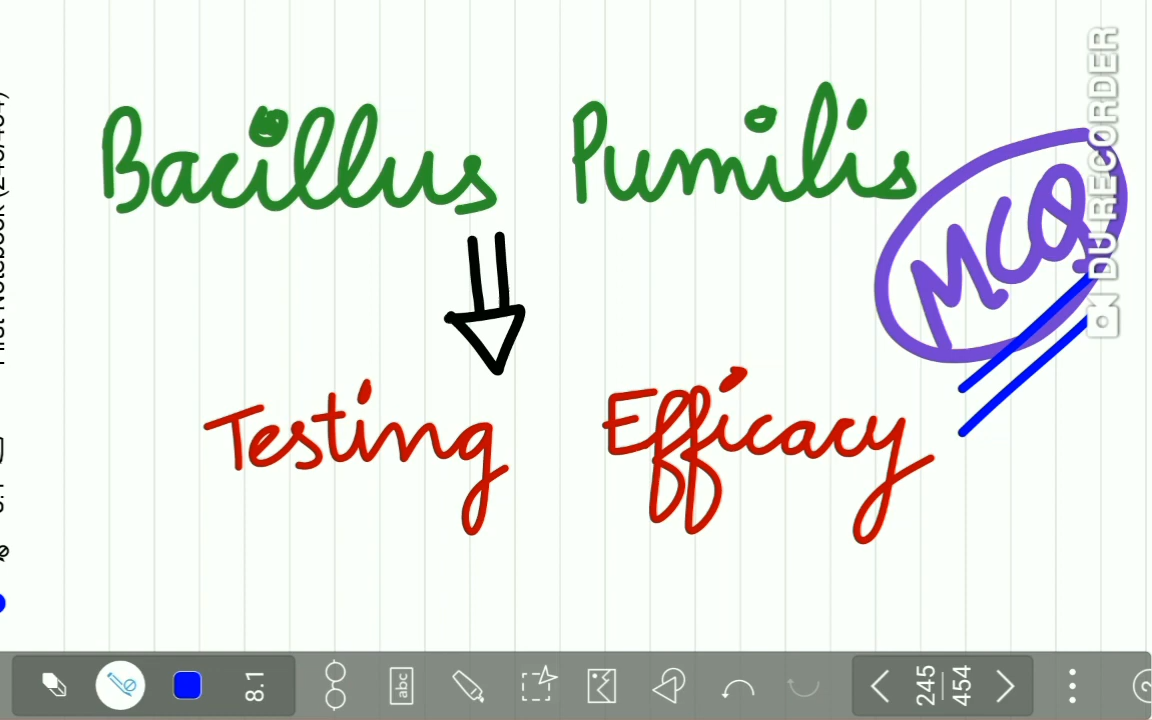 Bacillus Pumilis
MCQ
Testing Efficacy
DU RECORDER
8.1
abc
245
454